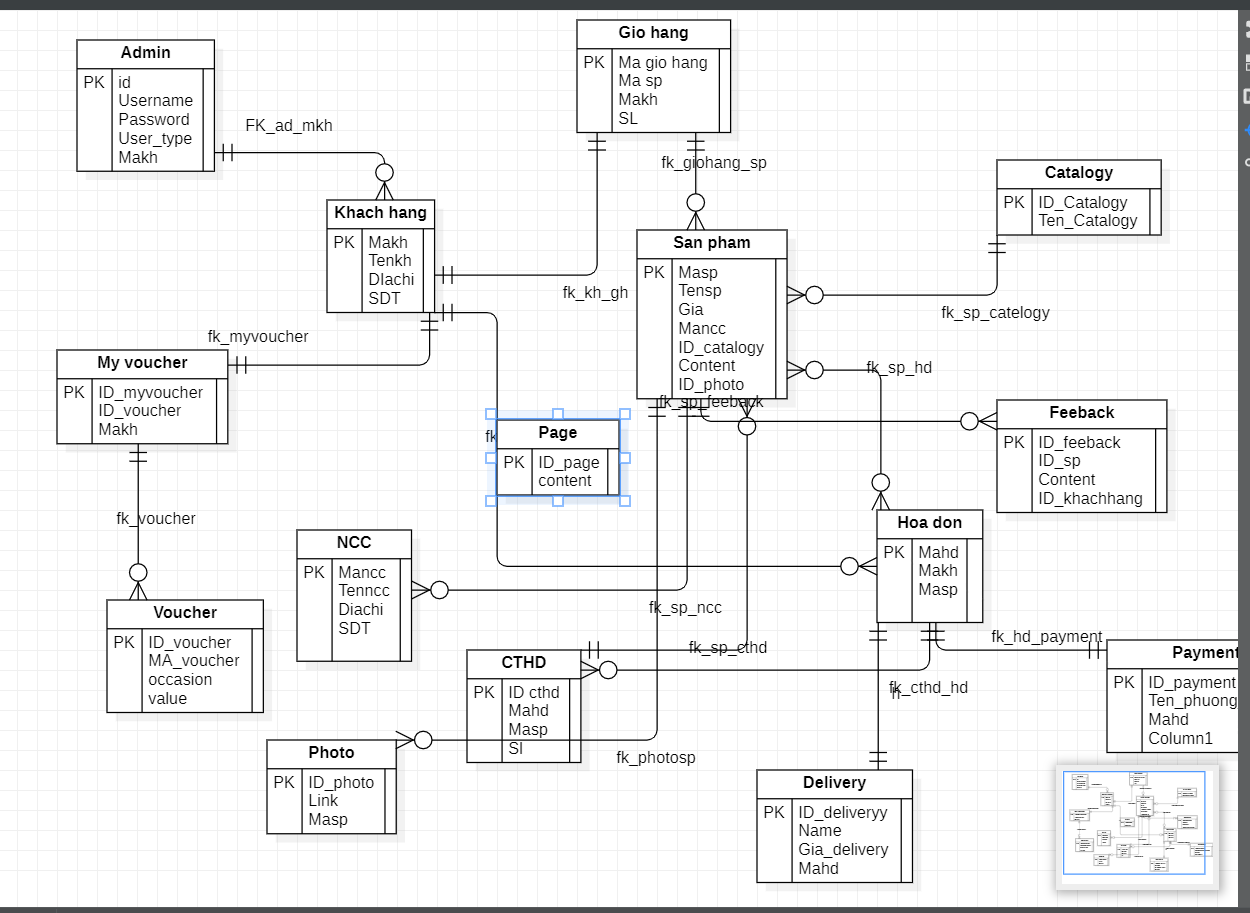 Gio hang
PK
Ma gio hang
Ma sp
Makh
SL
Admin
PK
id
Username
Password
User_type
Makh
FK_ad_mkh
fk_giohang_sp
Catalogy
PK
ID_Catalogy
Ten_Catalogy
Khach hang
PK
Makh
Tenkh
DIachi
SDT
San pham
PK
Masp
Tensp
Gia
Mancc
ID_catalogy
Content
ID_photo
fk_kh_gh
fk_sp_catelogy
fk_myvoucher
My voucher
PK
ID_myvoucher
ID_voucher
Makh
fk_sp_hd
fk_sp_feeback
Feeback
PK
ID_feeback
ID_sp
Content
ID_khachhang
fk
Page
PK
ID_page
content
fk_voucher
Hoa don
PK
Mahd
Makh
Masp
NCC
PK
Mancc
Tenncc
Diachi
SDT
Voucher
PK
ID_voucher
MA_voucher
occasion
value
fk_sp_ncc
fk_sp_cthd
fk_hd_payment
CTHD
PK
ID cthd
Mahd
Masp
Sl
Payment
PK
ID_payment
Ten_phuong
Mahd
Column1
fk_cthd_hd
Photo
PK
ID_photo
Link
Masp
fk_photosp
Delivery
PK
ID_deliveryy
Name
Gia_delivery
Mahd